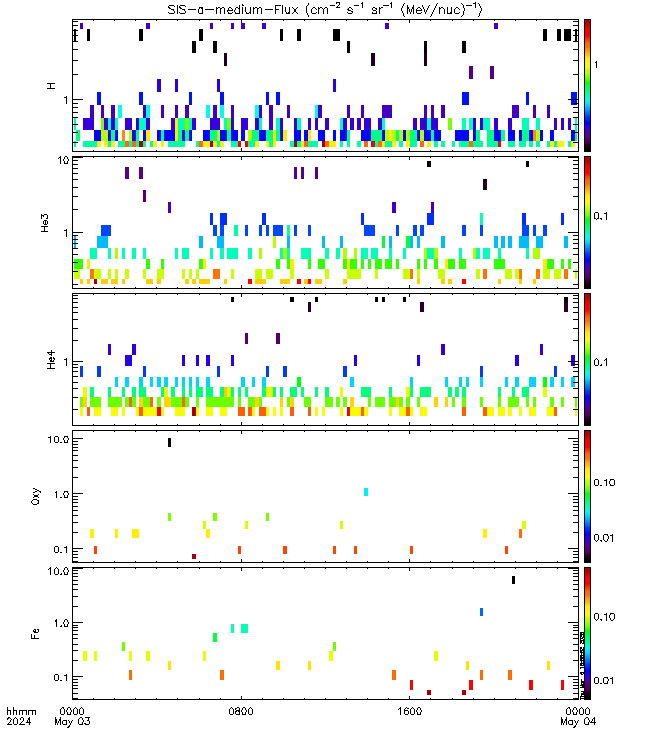 SIS-α-medium-Flux (cm⁻² s⁻¹ sr⁻¹ (MeV/nuc)⁻¹)
H
1
1
10
He3
1
0.1
He4
1
0.1
10.0
Oxy
1.0
0.1
0.10
0.01
10.0
Fe
1.0
0.1
0.10
0.01
hhmm 0000 0800 1600 0000
2024 May 03 May 04